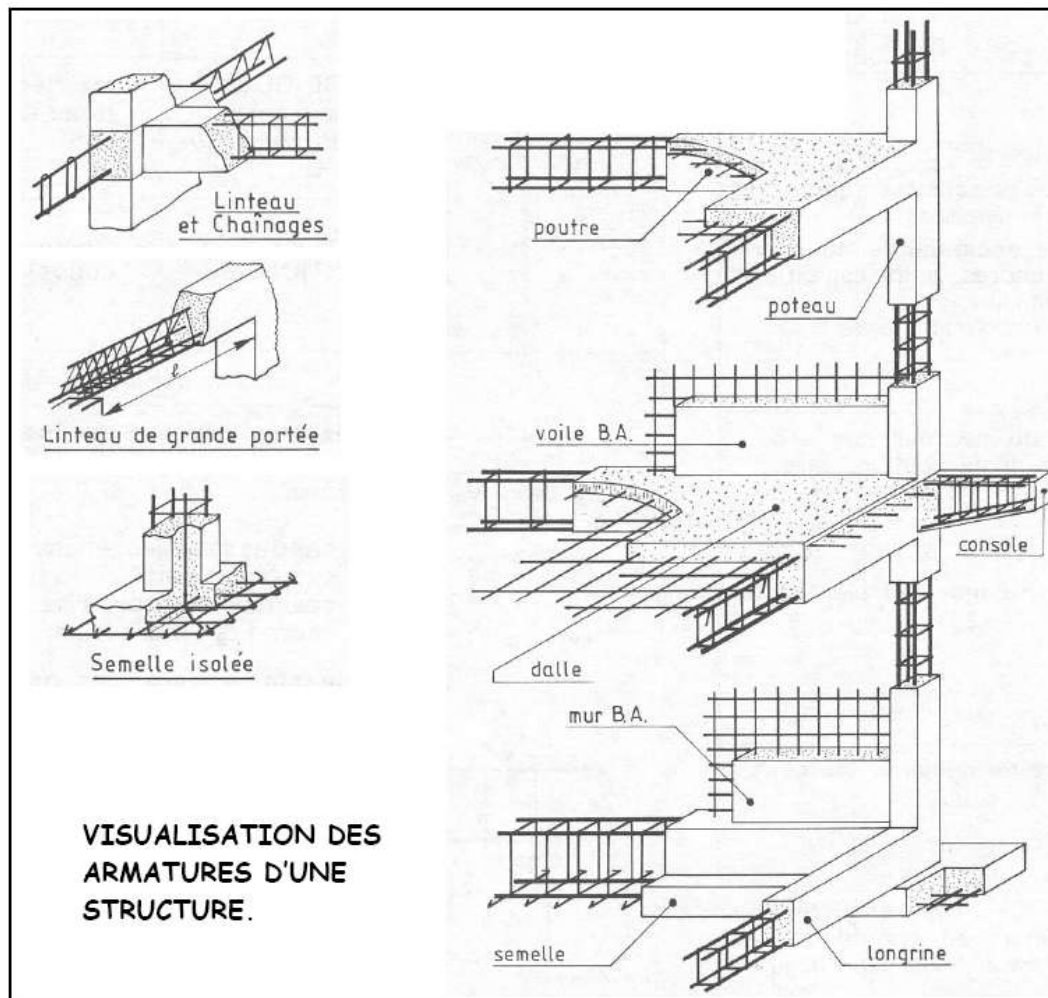 Linteau
et Chaînages
Linteau de grande portée
ℓ
Semelle isolée
VISUALISATION DES
ARMATURES D'UNE
STRUCTURE.
poutre
poteau
voile B.A.
console
dalle
mur B.A.
semelle
longrine